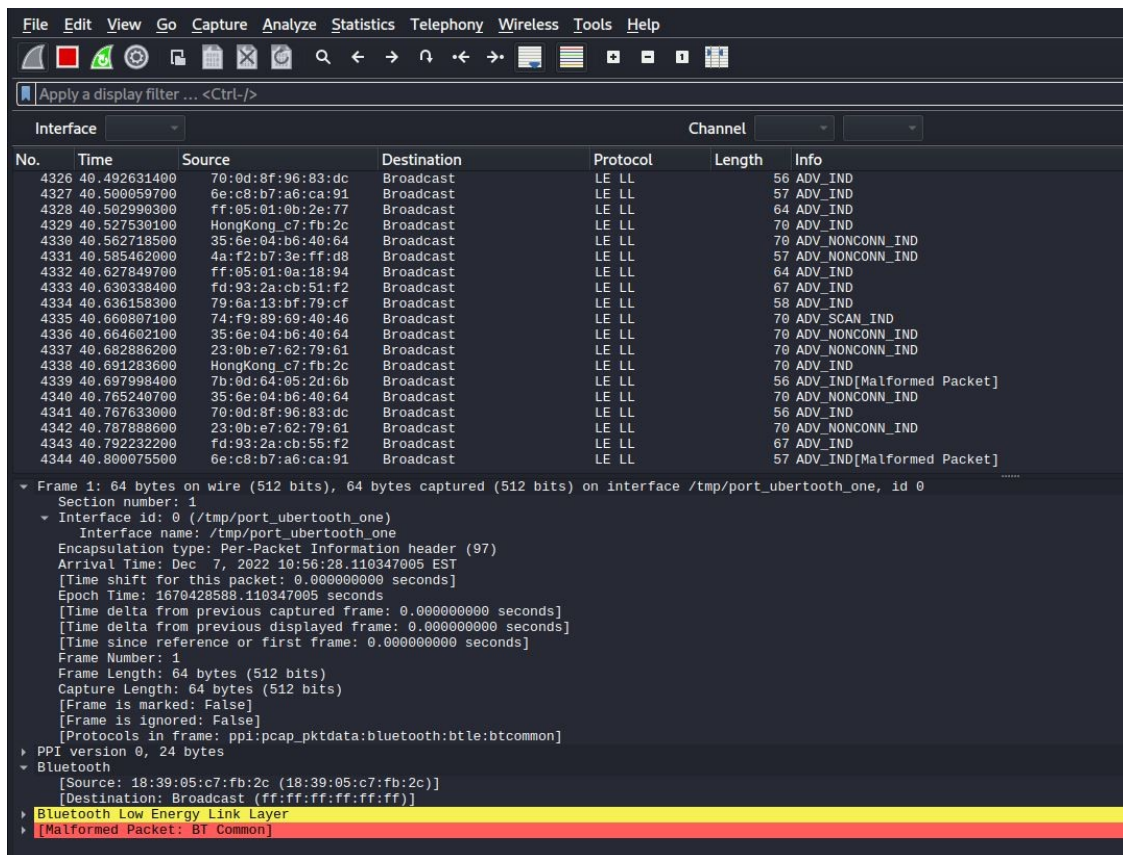 File Edit View Go Capture Analyze Statistics Telephony Wireless Tools Help
Apply a display filter ... <Ctrl-/>
Interface Channel
No. Time Source Destination Protocol Length Info
4326 40.492631400 70:0d:8f:96:83:dc Broadcast LE LL 56 ADV_IND
4327 40.500059700 6e:c8:b7:a6:ca:91 Broadcast LE LL 57 ADV_IND
4328 40.502990300 ff:05:01:0b:2e:77 Broadcast LE LL 64 ADV_IND
4329 40.527530100 HongKong_c7:fb:2c Broadcast LE LL 70 ADV_IND
4330 40.562718500 35:6e:04:b6:40:64 Broadcast LE LL 70 ADV_NONCONN_IND
4331 40.585462000 4a:f2:b7:3e:ff:d8 Broadcast LE LL 57 ADV_NONCONN_IND
4332 40.627849700 ff:05:01:0a:18:94 Broadcast LE LL 64 ADV_IND
4333 40.630338400 fd:93:2a:cb:51:f2 Broadcast LE LL 67 ADV_IND
4334 40.636158300 79:6a:13:bf:79:cf Broadcast LE LL 58 ADV_IND
4335 40.660807100 74:f9:89:69:40:46 Broadcast LE LL 70 ADV_SCAN_IND
4336 40.664602100 35:6e:04:b6:40:64 Broadcast LE LL 70 ADV_NONCONN_IND
4337 40.682886200 23:0b:e7:62:79:61 Broadcast LE LL 70 ADV_NONCONN_IND
4338 40.691283600 HongKong_c7:fb:2c Broadcast LE LL 70 ADV_IND
4339 40.697998400 7b:0d:64:05:2d:6b Broadcast LE LL 56 ADV_IND[Malformed Packet]
4340 40.765240700 35:6e:04:b6:40:64 Broadcast LE LL 70 ADV_NONCONN_IND
4341 40.767633000 70:0d:8f:96:83:dc Broadcast LE LL 56 ADV_IND
4342 40.787888600 23:0b:e7:62:79:61 Broadcast LE LL 70 ADV_NONCONN_IND
4343 40.792232200 fd:93:2a:cb:55:f2 Broadcast LE LL 67 ADV_IND
4344 40.800075500 6e:c8:b7:a6:ca:91 Broadcast LE LL 57 ADV_IND[Malformed Packet]
Frame 1: 64 bytes on wire (512 bits), 64 bytes captured (512 bits) on interface /tmp/port_ubertooth_one, id 0
Section number: 1
Interface id: 0 (/tmp/port_ubertooth_one)
Interface name: /tmp/port_ubertooth_one
Encapsulation type: Per-Packet Information header (97)
Arrival Time: Dec 7, 2022 10:56:28.110347005 EST
[Time shift for this packet: 0.000000000 seconds]
Epoch Time: 1670428588.110347005 seconds
[Time delta from previous captured frame: 0.000000000 seconds]
[Time delta from previous displayed frame: 0.000000000 seconds]
[Time since reference or first frame: 0.000000000 seconds]
Frame Number: 1
Frame Length: 64 bytes (512 bits)
Capture Length: 64 bytes (512 bits)
[Frame is marked: False]
[Frame is ignored: False]
[Protocols in frame: ppi:pcap_pktdata:bluetooth:btle:btcommon]
PPI version 0, 24 bytes
Bluetooth
[Source: 18:39:05:c7:fb:2c (18:39:05:c7:fb:2c)]
[Destination: Broadcast (ff:ff:ff:ff:ff:ff)]
Bluetooth Low Energy Link Layer
[Malformed Packet: BT Common]